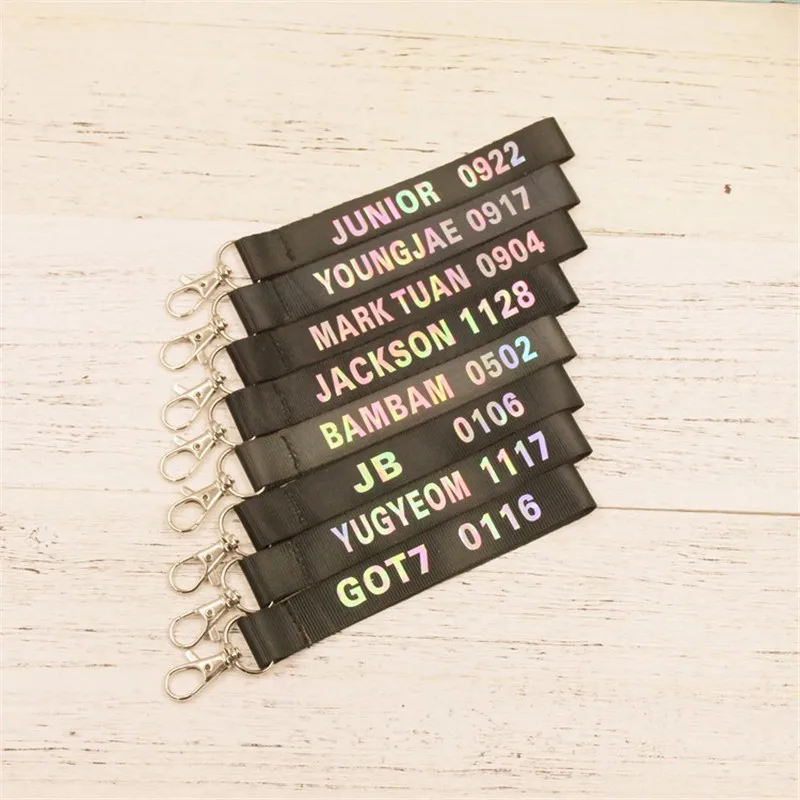 JUNIOR 0922
YOUNGJAE 0917
MARK TUAN 0904
JACKSON 1128
BAMBAM 0502
JB 0106
YUGYEOM 1117
GOT7 0116